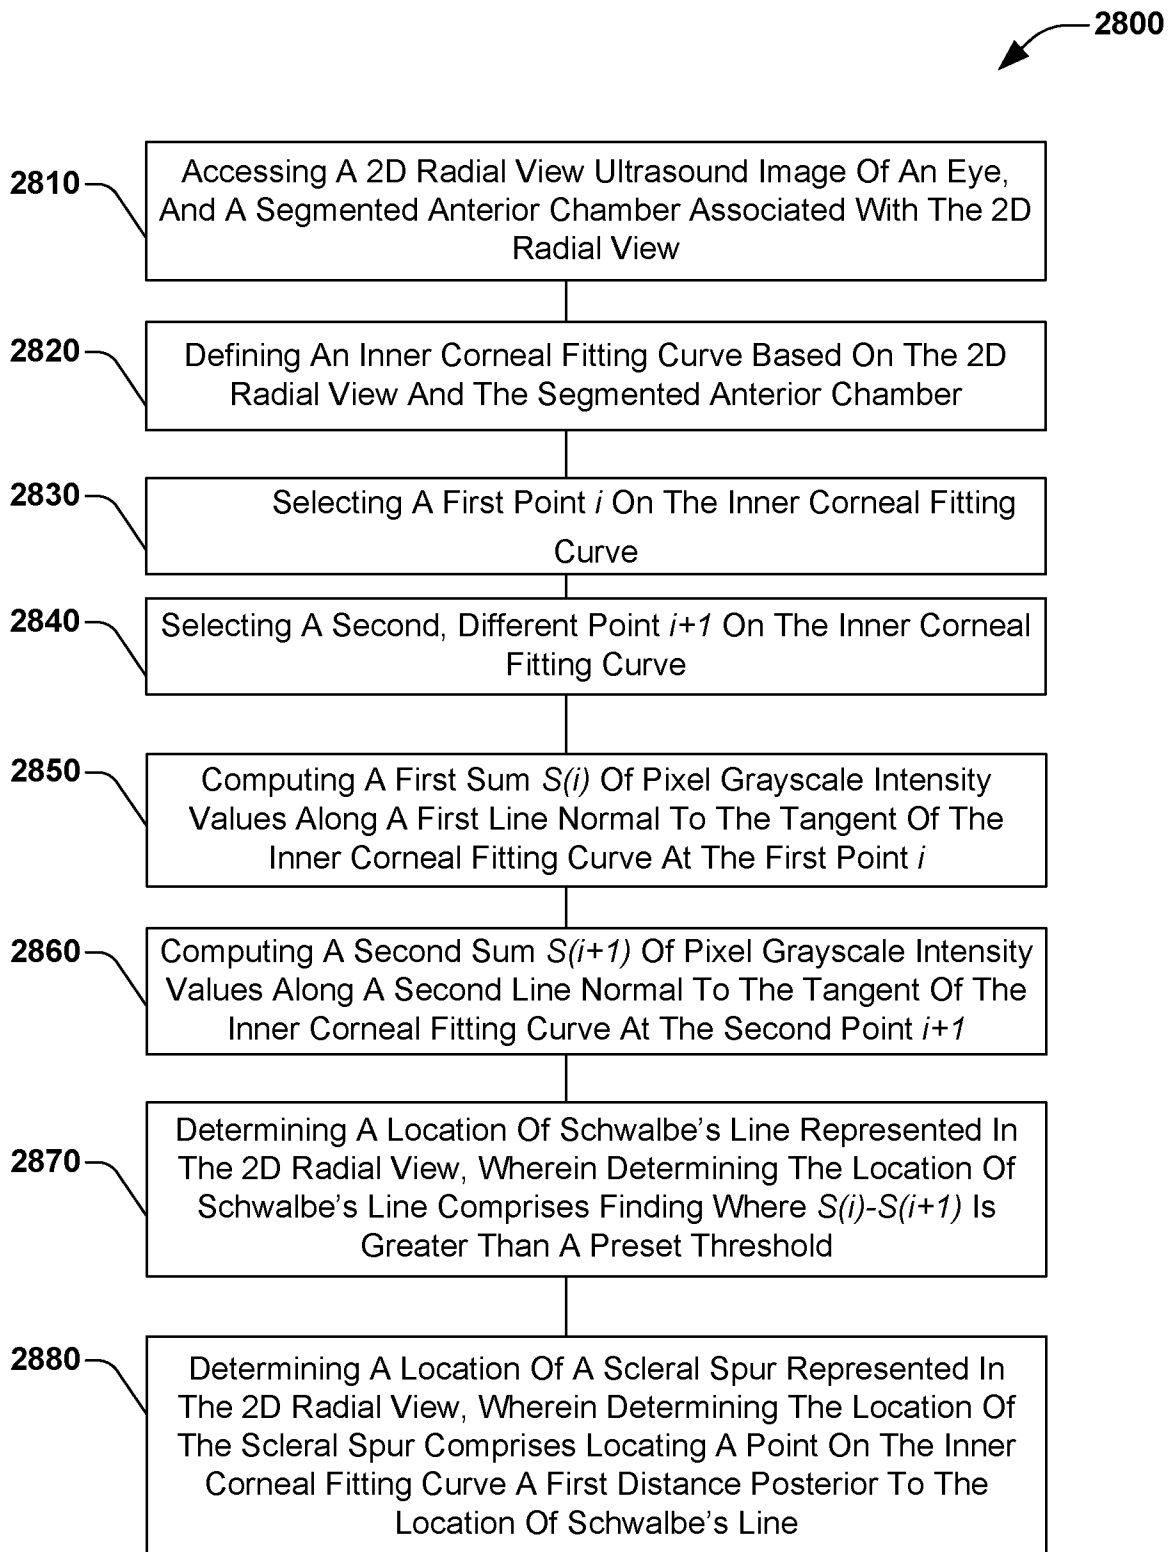 2800
2810
Accessing A 2D Radial View Ultrasound Image Of An Eye,
And A Segmented Anterior Chamber Associated With The 2D
Radial View
2820
Defining An Inner Corneal Fitting Curve Based On The 2D
Radial View And The Segmented Anterior Chamber
2830
Selecting A First Point i On The Inner Corneal Fitting
Curve
2840
Selecting A Second, Different Point i+1 On The Inner Corneal
Fitting Curve
2850
Computing A First Sum S(i) Of Pixel Grayscale Intensity
Values Along A First Line Normal To The Tangent Of The
Inner Corneal Fitting Curve At The First Point i
2860
Computing A Second Sum S(i+1) Of Pixel Grayscale Intensity
Values Along A Second Line Normal To The Tangent Of The
Inner Corneal Fitting Curve At The Second Point i+1
2870
Determining A Location Of Schwalbe's Line Represented In
The 2D Radial View, Wherein Determining The Location Of
Schwalbe's Line Comprises Finding Where S(i)-S(i+1) Is
Greater Than A Preset Threshold
2880
Determining A Location Of A Scleral Spur Represented In
The 2D Radial View, Wherein Determining The Location Of
The Scleral Spur Comprises Locating A Point On The Inner
Corneal Fitting Curve A First Distance Posterior To The
Location Of Schwalbe's Line